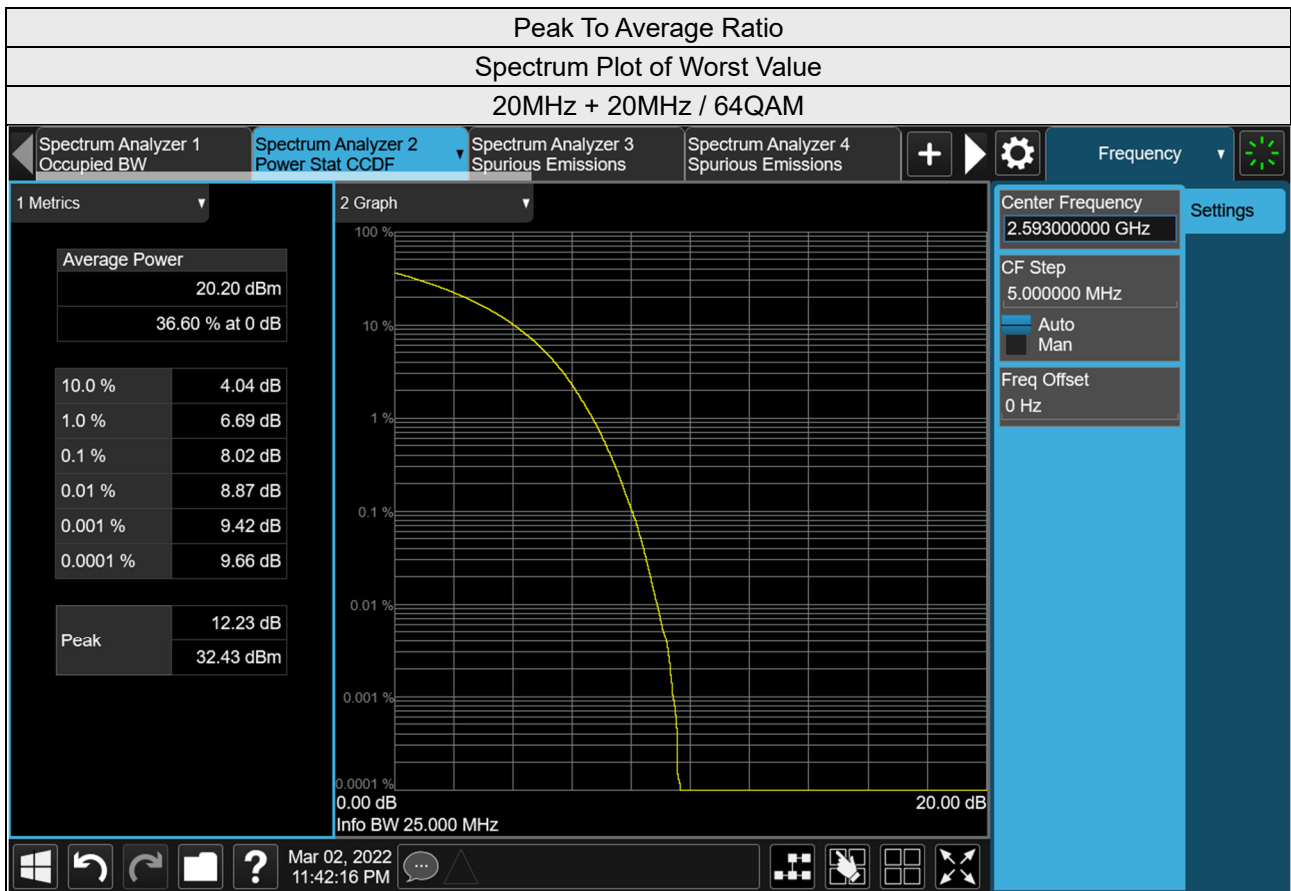 Peak To Average Ratio
Spectrum Plot of Worst Value
20MHz + 20MHz / 64QAM
Spectrum Analyzer 1
Occupied BW
Spectrum Analyzer 2
Power Stat CCDF
Spectrum Analyzer 3
Spurious Emissions
Spectrum Analyzer 4
Spurious Emissions
Frequency
1 Metrics
Average Power
20.20 dBm
36.60 % at 0 dB
10.0 % 4.04 dB
1.0 % 6.69 dB
0.1 % 8.02 dB
0.01 % 8.87 dB
0.001 % 9.42 dB
0.0001 % 9.66 dB
Peak
12.23 dB
32.43 dBm
2 Graph
100 %
10 %
1 %
0.1 %
0.01 %
0.001 %
0.0001 %
0.00 dB 20.00 dB
Info BW 25.000 MHz
Center Frequency
2.593000000 GHz
Settings
CF Step
5.000000 MHz
Auto
Man
Freq Offset
0 Hz
?
Mar 02, 2022
11:42:16 PM